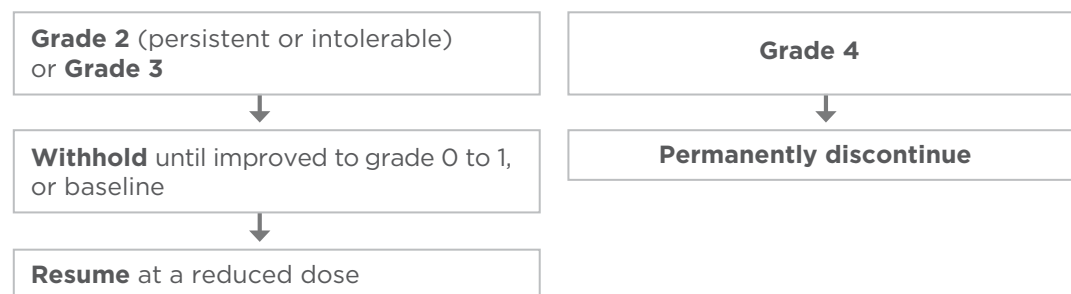 Grade 2 (persistent or intolerable)
or Grade 3
Withhold until improved to grade 0 to 1,
or baseline
Resume at a reduced dose
Grade 4
Permanently discontinue